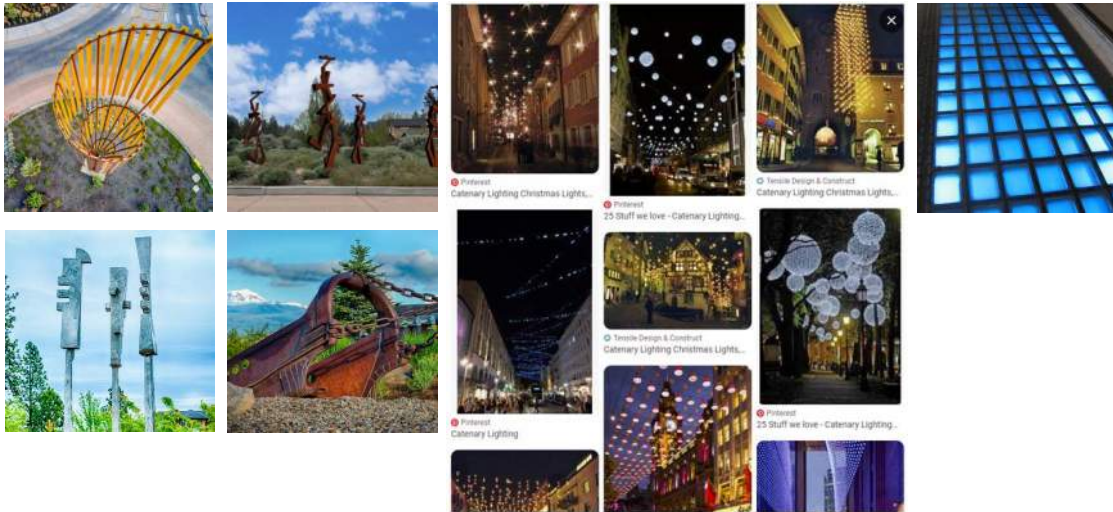 Pinterest
Catenary Lighting Christmas Lights,...
Pinterest
25 Stuff we love - Catenary Lighting...
Tensile Design & Construct
Catenary Lighting Christmas Lights,...
Tensile Design & Construct
Catenary Lighting Christmas Lights,...
Pinterest
Catenary Lighting
Pinterest
25 Stuff we love - Catenary Lighting...